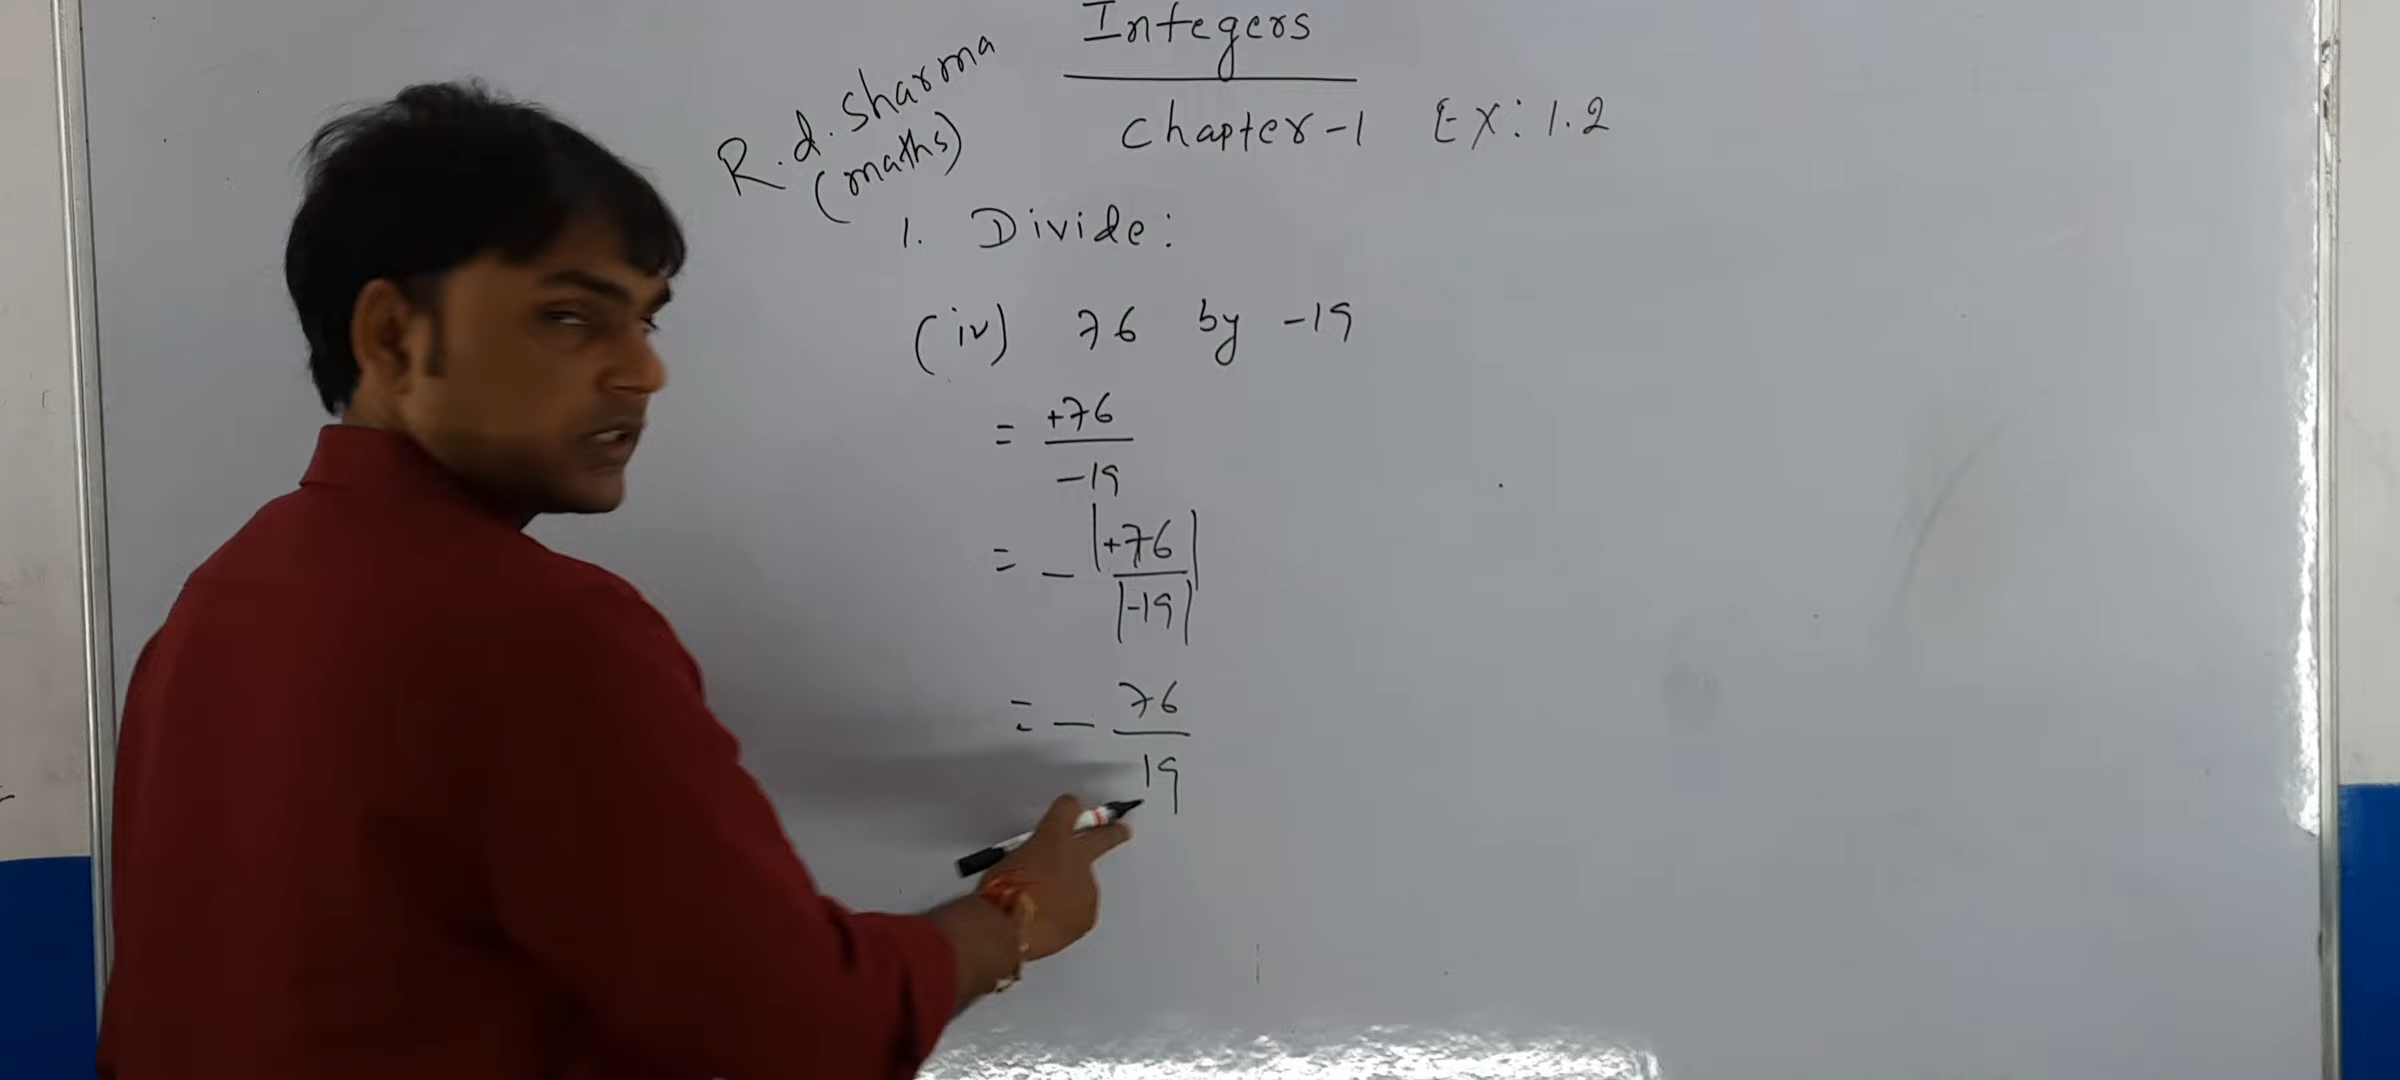 Integers
R.d. Sharma
(maths)
Chapter-1 EX: 1.2
1. Divide:
(iv) 76 by -19
= +76/-19
= - |+76|/|-19|
= - 76/19